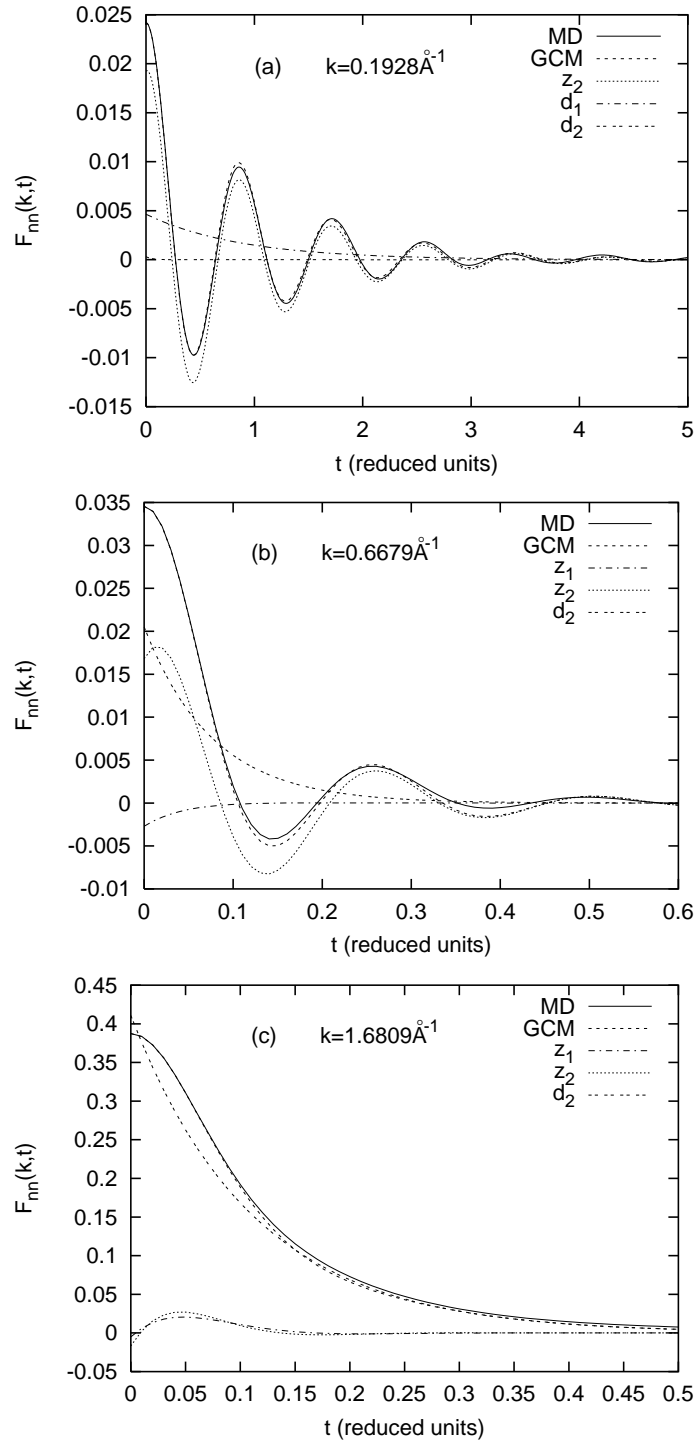 0.025
0.02
0.015
0.01
0.005
0
-0.005
-0.01
-0.015
F_nn(k,t)
(a)
k=0.1928Å⁻¹
MD
GCM
z_2
d_1
d_2
0 1 2 3 4 5
t (reduced units)
0.035
0.03
0.025
0.02
0.015
0.01
0.005
0
-0.005
-0.01
F_nn(k,t)
(b)
k=0.6679Å⁻¹
MD
GCM
z_1
z_2
d_2
0 0.1 0.2 0.3 0.4 0.5 0.6
t (reduced units)
0.45
0.4
0.35
0.3
0.25
0.2
0.15
0.1
0.05
0
-0.05
F_nn(k,t)
(c)
k=1.6809Å⁻¹
MD
GCM
z_1
z_2
d_2
0 0.05 0.1 0.15 0.2 0.25 0.3 0.35 0.4 0.45 0.5
t (reduced units)